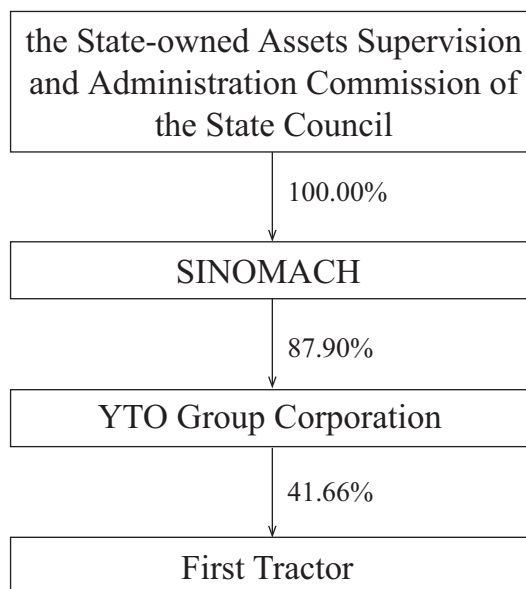 the State-owned Assets Supervision
and Administration Commission of
the State Council
100.00%
SINOMACH
87.90%
YTO Group Corporation
41.66%
First Tractor